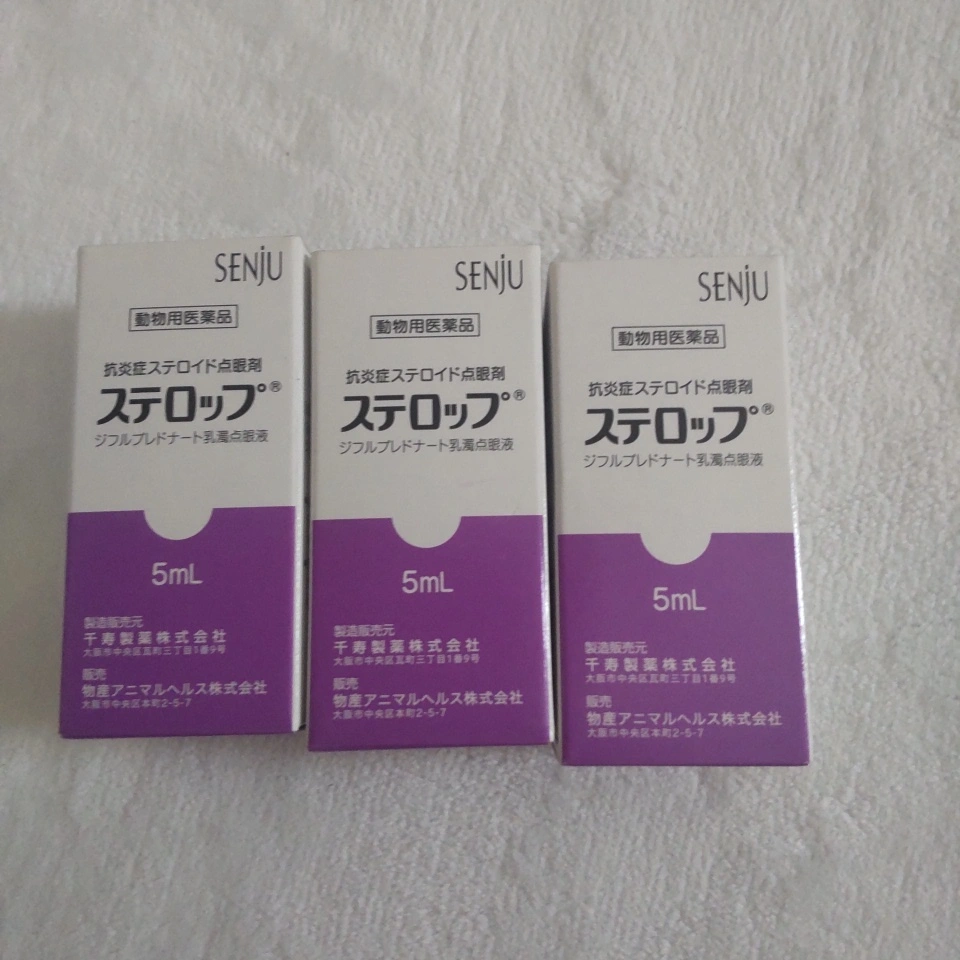 SENJU
動物用医薬品
抗炎症ステロイド点眼剤
ステロップ®
ジフルプレドナート乳濁点眼液
5mL
製造販売元
千寿製薬株式会社
大阪市中央区瓦町三丁目1番9号
販売
物産アニマルヘルス株式会社
大阪市中央区本町2-5-7
SENJU
動物用医薬品
抗炎症ステロイド点眼剤
ステロップ®
ジフルプレドナート乳濁点眼液
5mL
製造販売元
千寿製薬株式会社
大阪市中央区瓦町三丁目1番9号
販売
物産アニマルヘルス株式会社
大阪市中央区本町2-5-7
SENJU
動物用医薬品
抗炎症ステロイド点眼剤
ステロップ®
ジフルプレドナート乳濁点眼液
5mL
製造販売元
千寿製薬株式会社
大阪市中央区瓦町三丁目1番9号
販売
物産アニマルヘルス株式会社
大阪市中央区本町2-5-7